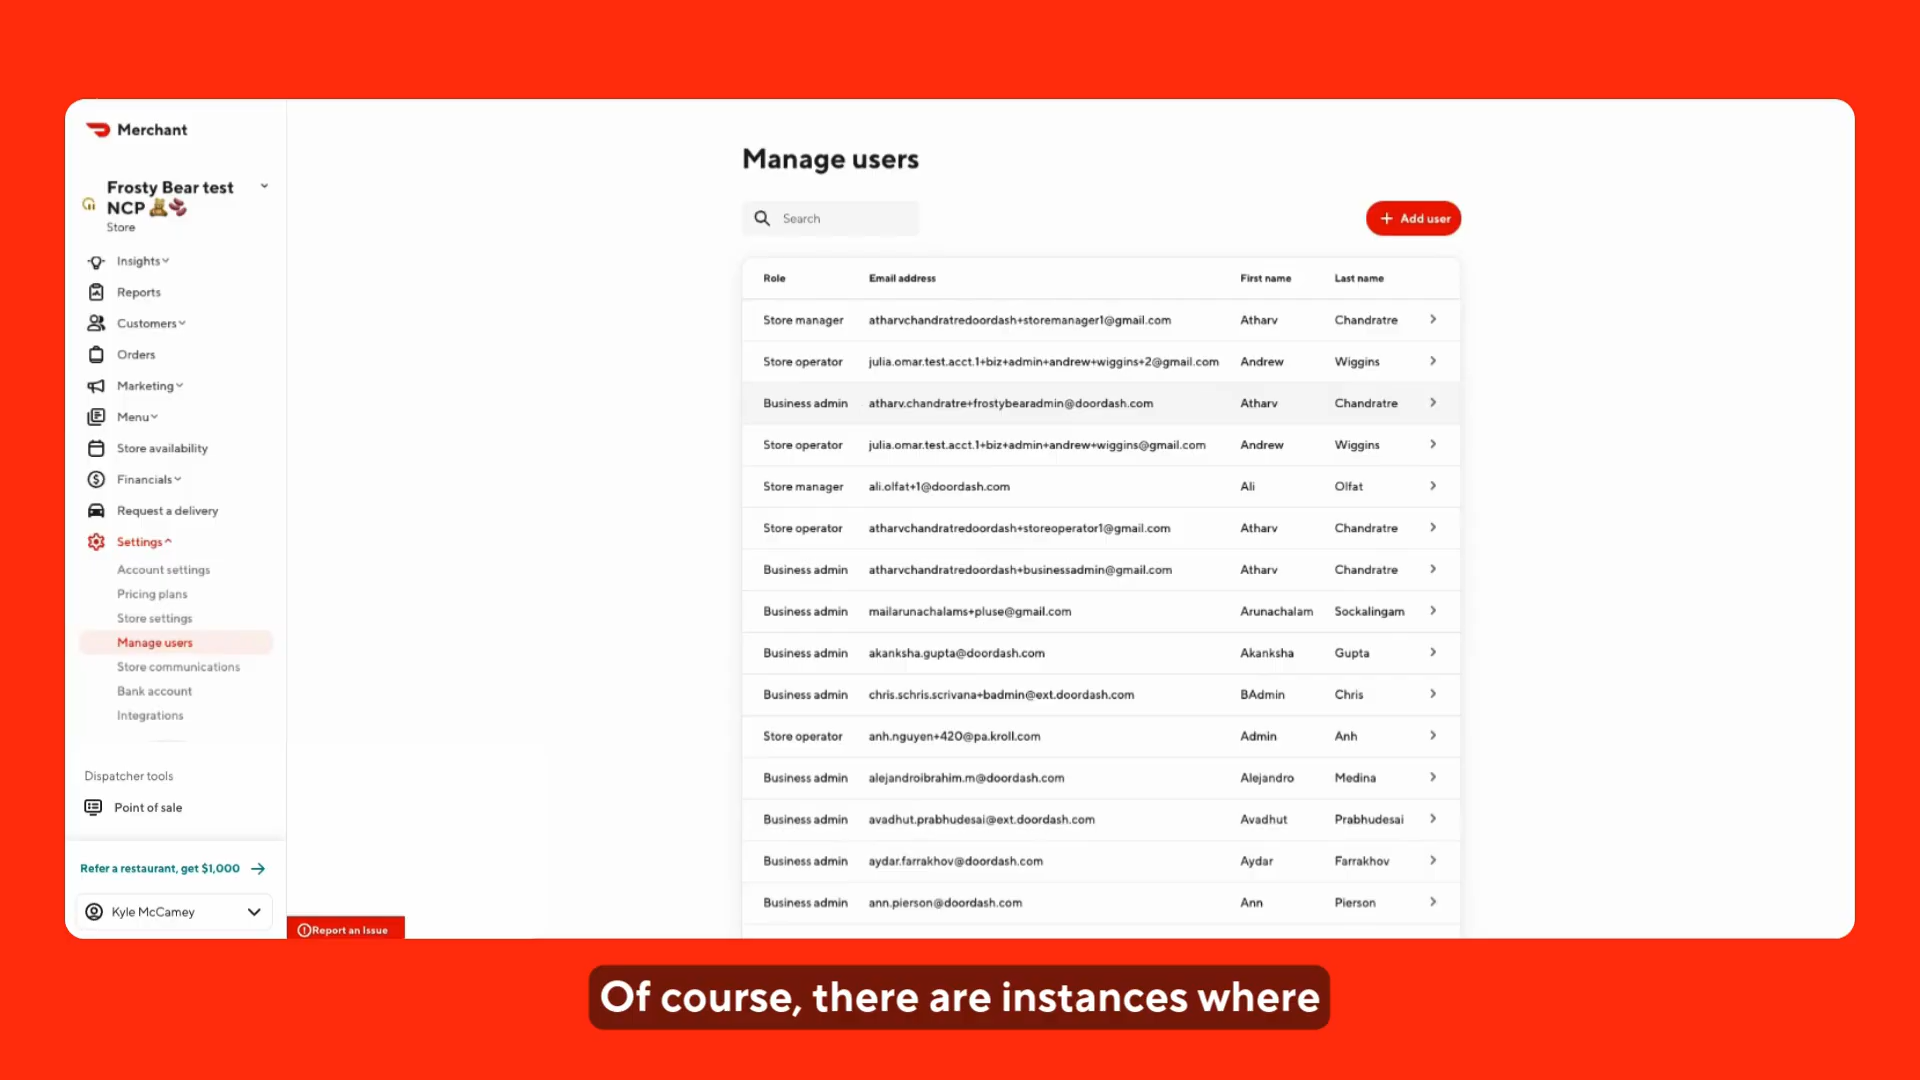 Merchant
Frosty Bear test
NCP 🧸🫘
Store
Insights
Reports
Customers
Orders
Marketing
Menu
Store availability
Financials
Request a delivery
Settings
Account settings
Pricing plans
Store settings
Manage users
Store communications
Bank account
Integrations
Dispatcher tools
Point of sale
Refer a restaurant, get $1,000
Kyle McCamey
Report an Issue
Manage users
Search
+ Add user
Role Email address First name Last name
Store manager atharvchandratredoordash+storemanager1@gmail.com Atharv Chandratre
Store operator julia.omar.test.acct.1+biz+admin+andrew+wiggins+2@gmail.com Andrew Wiggins
Business admin atharv.chandratre+frostybearadmin@doordash.com Atharv Chandratre
Store operator julia.omar.test.acct.1+biz+admin+andrew+wiggins@gmail.com Andrew Wiggins
Store manager ali.olfat+1@doordash.com Ali Olfat
Store operator atharvchandratredoordash+storeoperator1@gmail.com Atharv Chandratre
Business admin atharvchandratredoordash+businessadmin@gmail.com Atharv Chandratre
Business admin mailarunachalams+pluse@gmail.com Arunachalam Sockalingam
Business admin akanksha.gupta@doordash.com Akanksha Gupta
Business admin chris.schris.scrivana+badmin@ext.doordash.com BAdmin Chris
Store operator anh.nguyen+420@pa.kroll.com Admin Anh
Business admin alejandroibrahim.m@doordash.com Alejandro Medina
Business admin avadhut.prabhudesai@ext.doordash.com Avadhut Prabhudesai
Business admin aydar.farrakhov@doordash.com Aydar Farrakhov
Business admin ann.pierson@doordash.com Ann Pierson
Of course, there are instances where